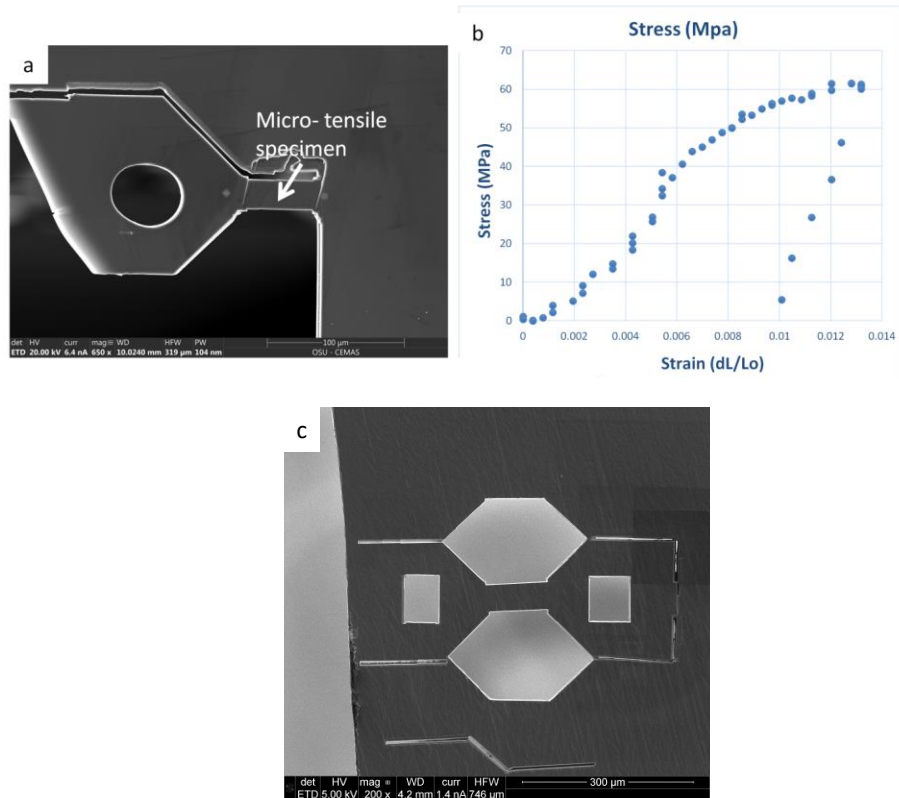 a
Micro- tensile
specimen
ETD HV curr mag WD HFW PW
ETD 20.00 kV 6.4 nA 650 x 10.0240 mm 319 µm 104 nm
100 µm
OSU - CEMAS
b
Stress (Mpa)
70
60
50
40
30
20
10
0
Stress (MPa)
0 0.002 0.004 0.006 0.008 0.01 0.012 0.014
Strain (dL/Lo)
c
det HV mag WD curr HFW
ETD 5.00 kV 200 x 4.2 mm 1.4 nA 746 µm
300 µm